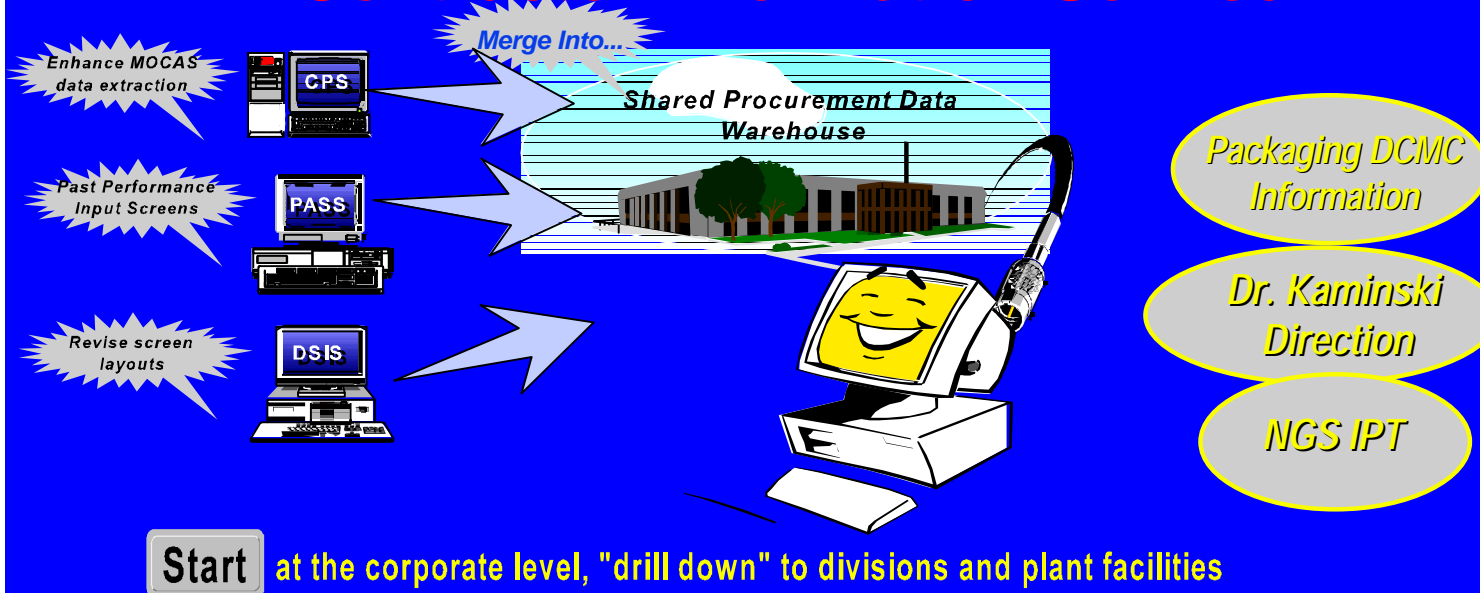 Merge Into...
Enhance MOCAS
data extraction
CPS
Shared Procurement Data
Warehouse
Past Performance
Input Screens
PASS
Revise screen
layouts
DSIS
Packaging DCMC
Information
Dr. Kaminski
Direction
NGS IPT
Start at the corporate level, "drill down" to divisions and plant facilities